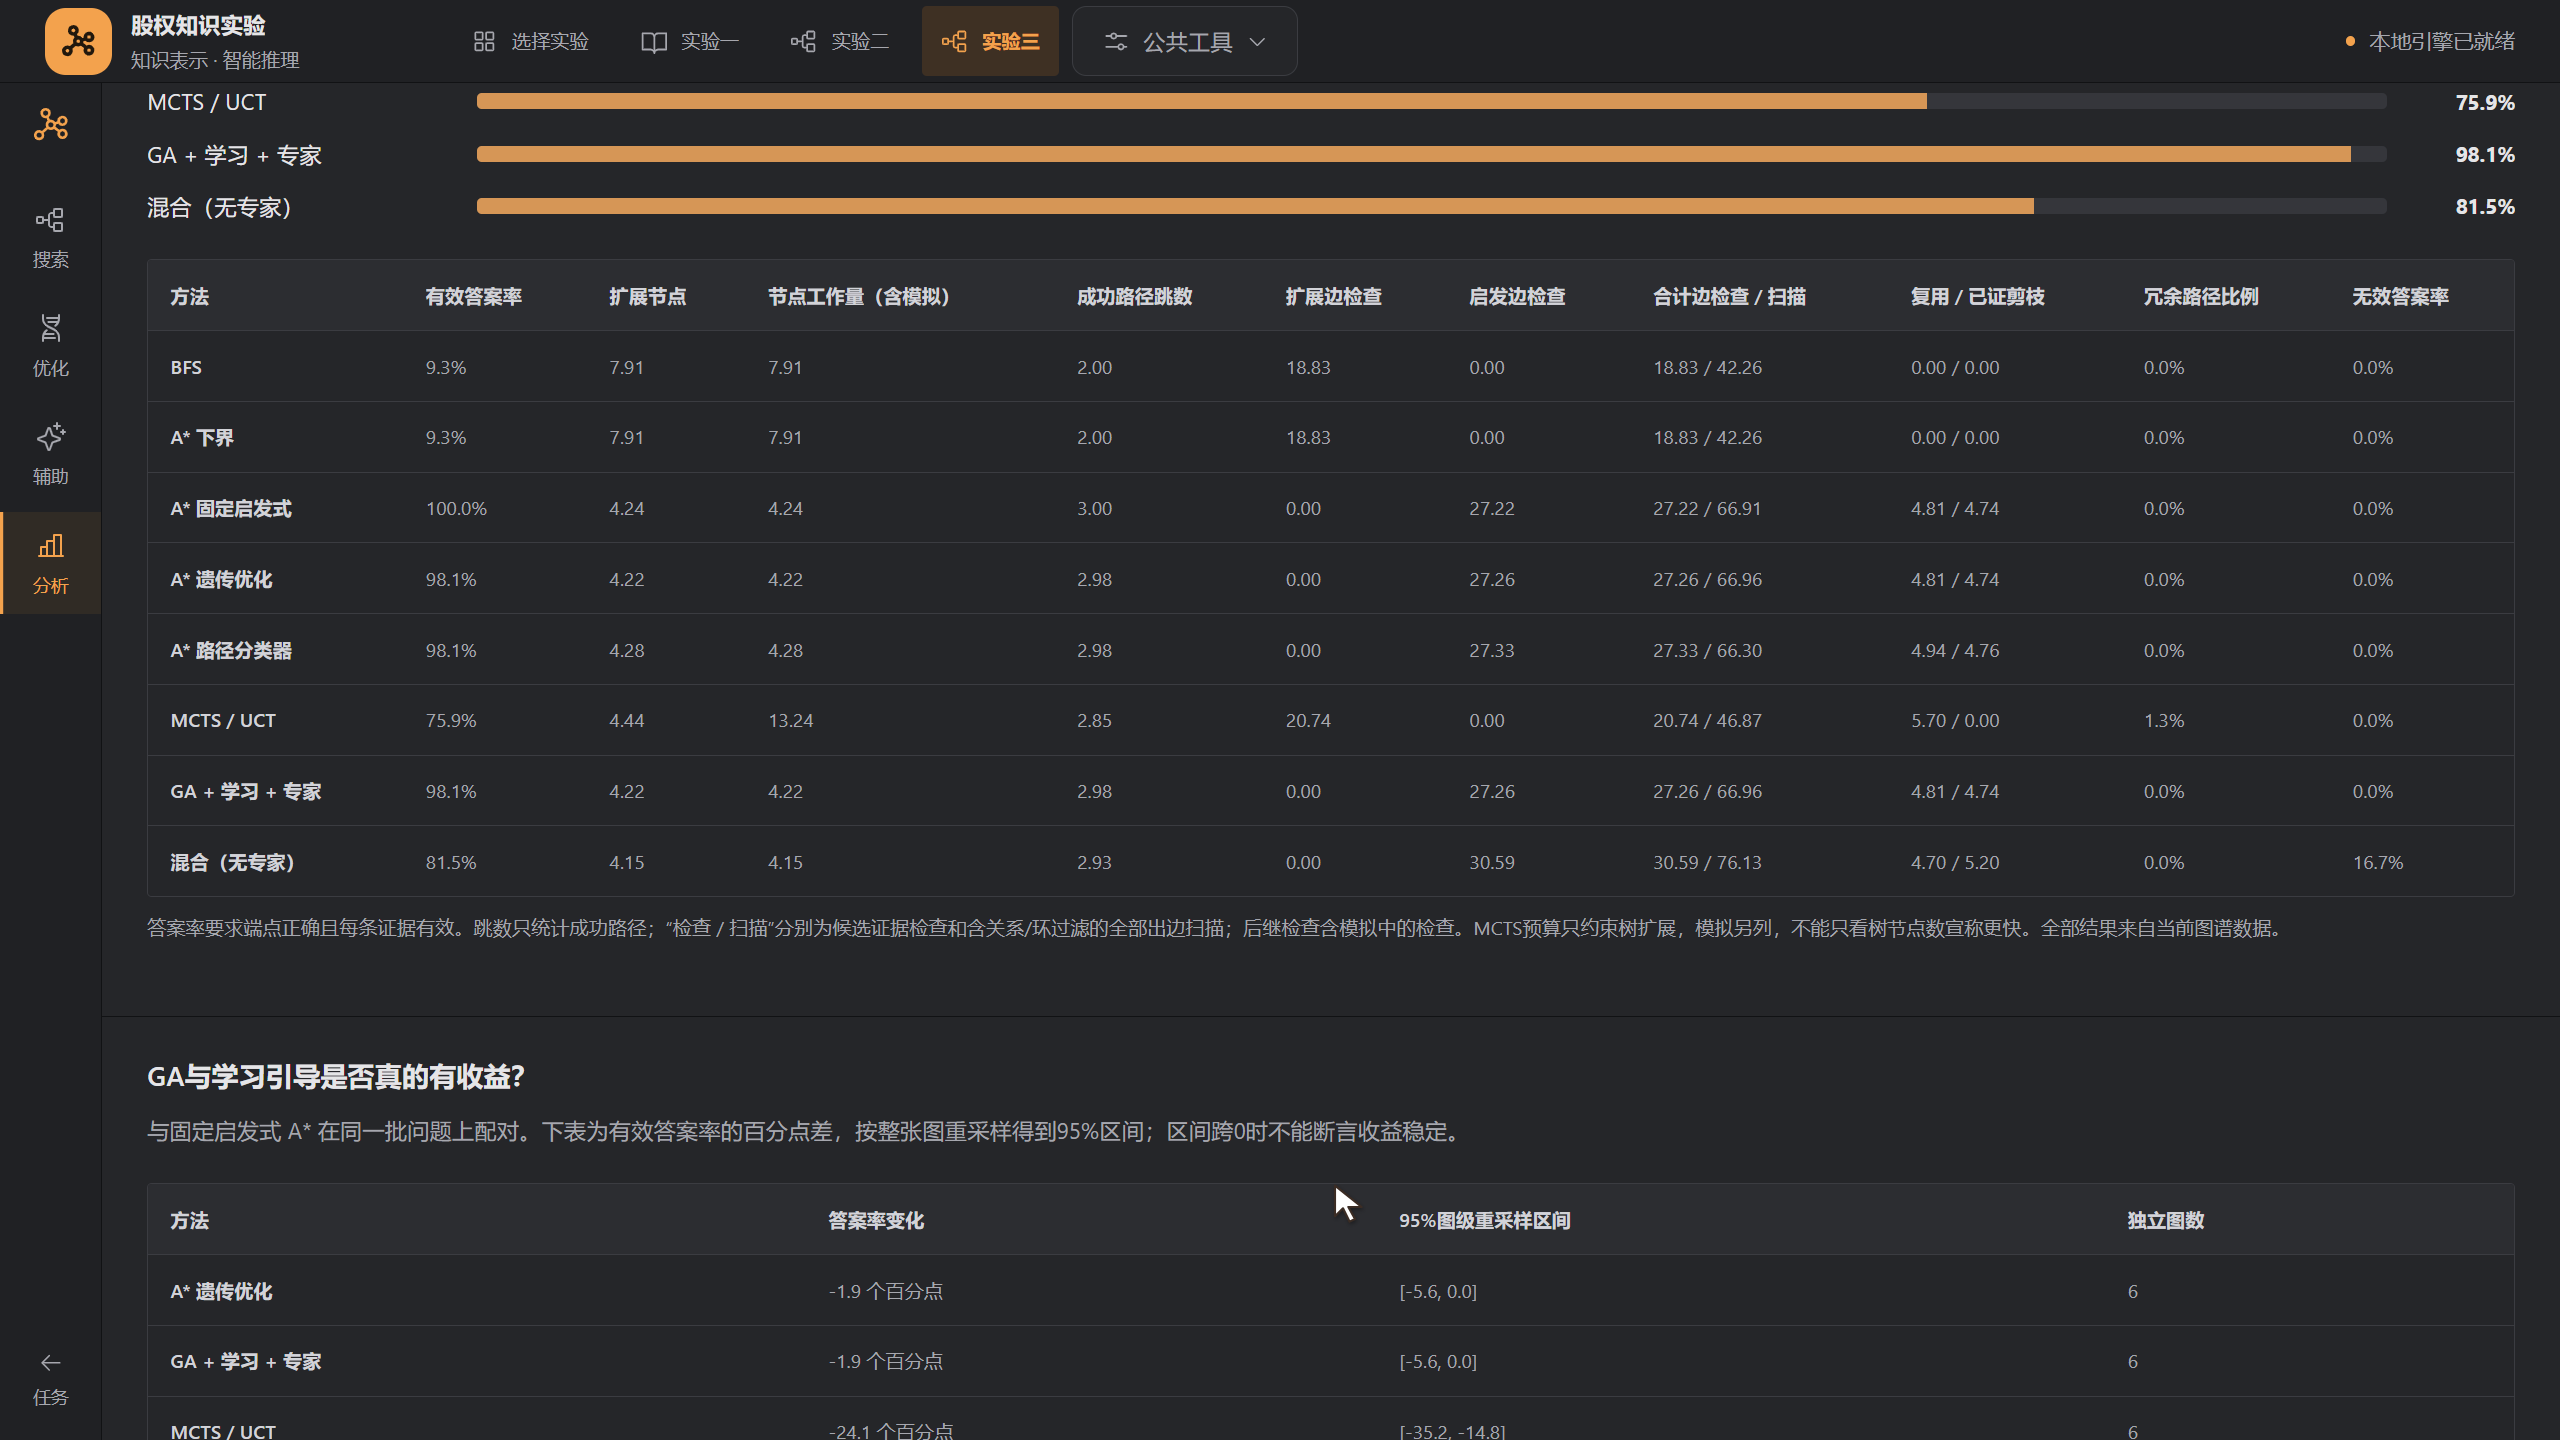 股权知识实验
知识表示 · 智能推理
选择实验
实验一
实验二
实验三
公共工具
本地引擎已就绪
搜索
优化
辅助
分析
任务
MCTS / UCT 75.9%
GA + 学习 + 专家 98.1%
混合（无专家） 81.5%
方法 有效答案率 扩展节点 节点工作量（含模拟） 成功路径跳数 扩展边检查 启发边检查 合计边检查 / 扫描 复用 / 已证剪枝 冗余路径比例 无效答案率
BFS 9.3% 7.91 7.91 2.00 18.83 0.00 18.83 / 42.26 0.00 / 0.00 0.0% 0.0%
A* 下界 9.3% 7.91 7.91 2.00 18.83 0.00 18.83 / 42.26 0.00 / 0.00 0.0% 0.0%
A* 固定启发式 100.0% 4.24 4.24 3.00 0.00 27.22 27.22 / 66.91 4.81 / 4.74 0.0% 0.0%
A* 遗传优化 98.1% 4.22 4.22 2.98 0.00 27.26 27.26 / 66.96 4.81 / 4.74 0.0% 0.0%
A* 路径分类器 98.1% 4.28 4.28 2.98 0.00 27.33 27.33 / 66.30 4.94 / 4.76 0.0% 0.0%
MCTS / UCT 75.9% 4.44 13.24 2.85 20.74 0.00 20.74 / 46.87 5.70 / 0.00 1.3% 0.0%
GA + 学习 + 专家 98.1% 4.22 4.22 2.98 0.00 27.26 27.26 / 66.96 4.81 / 4.74 0.0% 0.0%
混合（无专家） 81.5% 4.15 4.15 2.93 0.00 30.59 30.59 / 76.13 4.70 / 5.20 0.0% 16.7%
答案率要求端点正确且每条证据有效。跳数只统计成功路径；“检查 / 扫描”分别为候选证据检查和含关系/环过滤的全部出边扫描；后继检查含模拟中的检查。MCTS预算只约束树扩展，模拟另列，不能只看树节点数宣称更快。全部结果来自当前图谱数据。
GA与学习引导是否真的有收益？
与固定启发式 A* 在同一批问题上配对。下表为有效答案率的百分点差，按整张图重采样得到95%区间；区间跨0时不能断言收益稳定。
方法 答案率变化 95%图级重采样区间 独立图数
A* 遗传优化 -1.9 个百分点 [-5.6, 0.0] 6
GA + 学习 + 专家 -1.9 个百分点 [-5.6, 0.0] 6
MCTS / UCT -24.1 个百分点 [-35.2, -14.8] 6